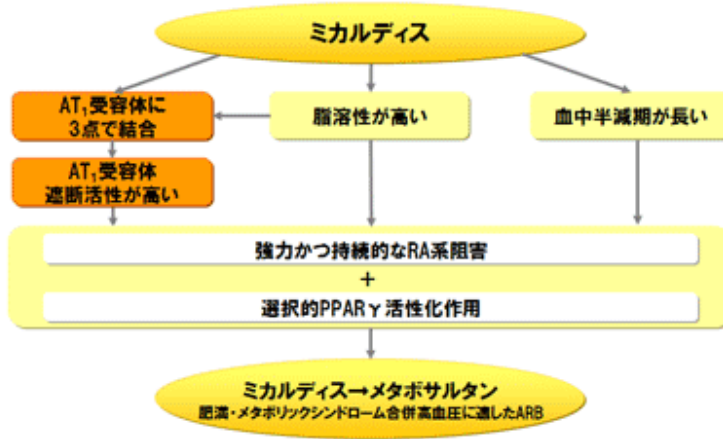 ミカルディス
AT₁受容体に
3点で結合
脂溶性が高い
血中半減期が長い
AT₁受容体
遮断活性が高い
強力かつ持続的なRA系阻害
+
選択的PPARγ活性化作用
ミカルディス→メタボサルタン
肥満・メタボリックシンドローム合併高血圧に適したARB